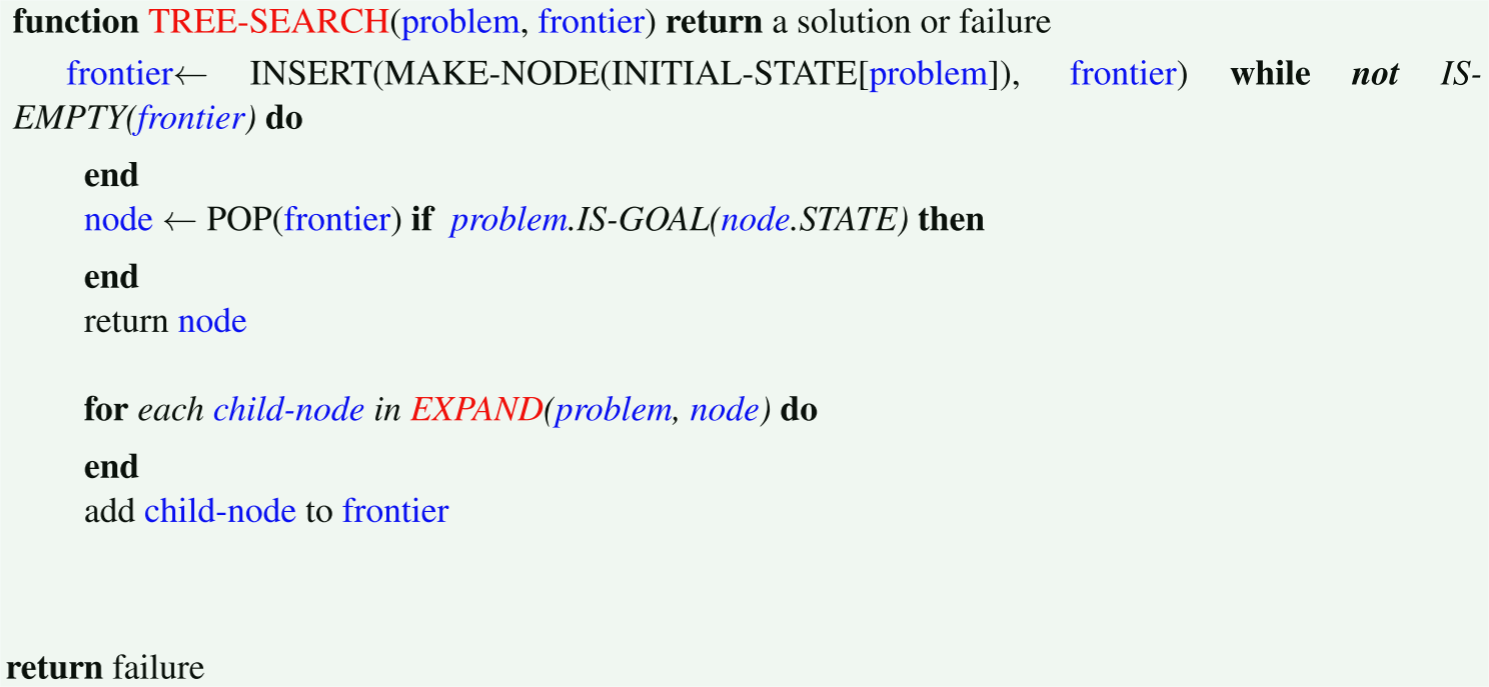 function TREE-SEARCH(problem, frontier) return a solution or failure
frontier← INSERT(MAKE-NODE(INITIAL-STATE[problem]), frontier) while not IS-
EMPTY(frontier) do
end
node ← POP(frontier) if problem.IS-GOAL(node.STATE) then
end
return node
for each child-node in EXPAND(problem, node) do
end
add child-node to frontier
return failure